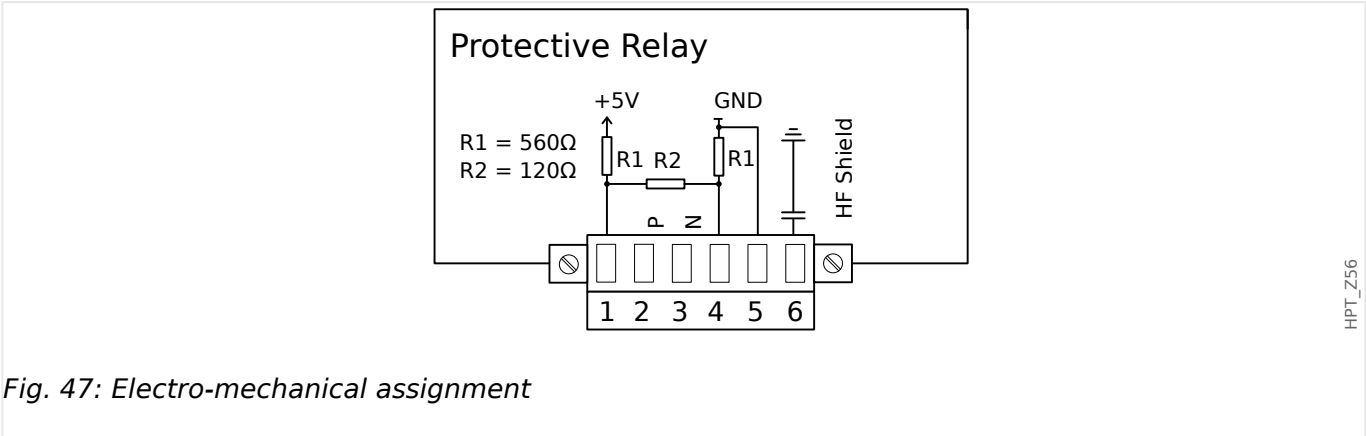 Protective Relay
+5V
GND
R1 = 560Ω
R2 = 120Ω
R1
R2
R1
HF Shield
P
N
1 2 3 4 5 6
HPT_Z56
Fig. 47: Electro-mechanical assignment